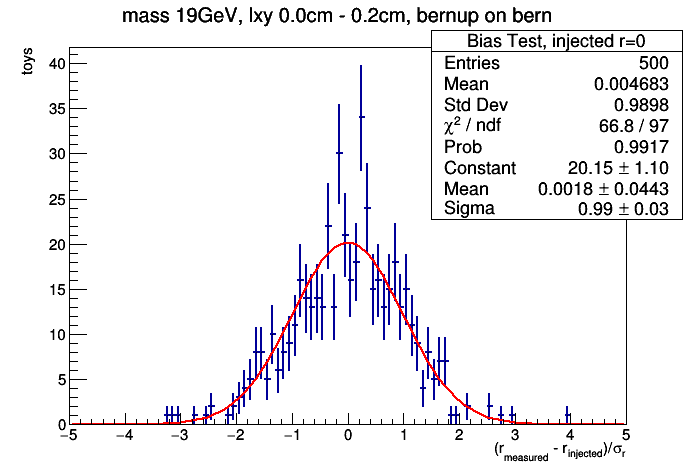 mass 19GeV, lxy 0.0cm - 0.2cm, bernup on bern
Bias Test, injected r=0
Entries 500
Mean 0.004683
Std Dev 0.9898
χ² / ndf 66.8 / 97
Prob 0.9917
Constant 20.15 ± 1.10
Mean 0.0018 ± 0.0443
Sigma 0.99 ± 0.03
toys
40
35
30
25
20
15
10
5
0
−5 −4 −3 −2 −1 0 1 2 3 4 5
(r_measured - r_injected)/σ_r